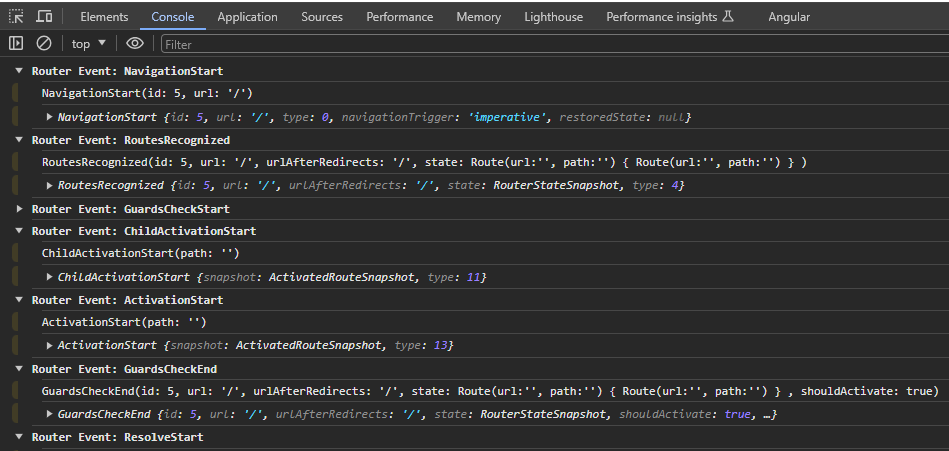 Elements Console Application Sources Performance Memory Lighthouse Performance insights Angular
top Filter
Router Event: NavigationStart
NavigationStart(id: 5, url: '/')
NavigationStart {id: 5, url: '/', type: 0, navigationTrigger: 'imperative', restoredState: null}
Router Event: RoutesRecognized
RoutesRecognized(id: 5, url: '/', urlAfterRedirects: '/', state: Route(url:'', path:'') { Route(url:'', path:'') } )
RoutesRecognized {id: 5, url: '/', urlAfterRedirects: '/', state: RouterStateSnapshot, type: 4}
Router Event: GuardsCheckStart
Router Event: ChildActivationStart
ChildActivationStart(path: '')
ChildActivationStart {snapshot: ActivatedRouteSnapshot, type: 11}
Router Event: ActivationStart
ActivationStart(path: '')
ActivationStart {snapshot: ActivatedRouteSnapshot, type: 13}
Router Event: GuardsCheckEnd
GuardsCheckEnd(id: 5, url: '/', urlAfterRedirects: '/', state: Route(url:'', path:'') { Route(url:'', path:'') } , shouldActivate: true)
GuardsCheckEnd {id: 5, url: '/', urlAfterRedirects: '/', state: RouterStateSnapshot, shouldActivate: true, …}
Router Event: ResolveStart